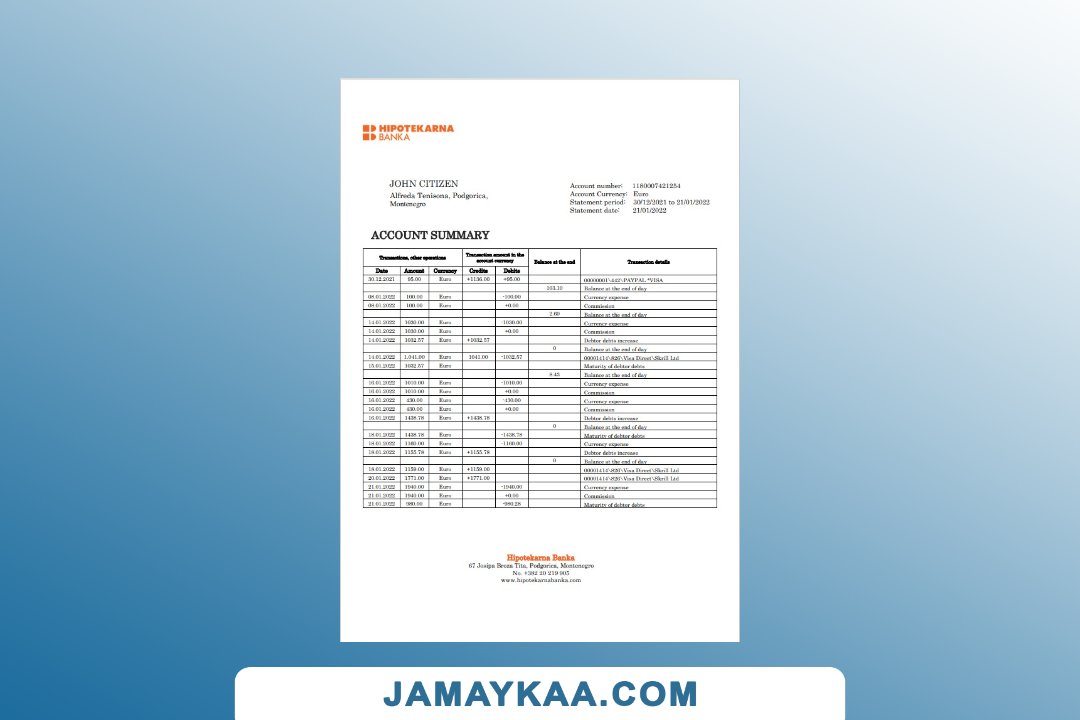 HIPOTEKARNA
BANKA
JOHN CITIZEN
Alfreda Tenisona, Podgorica,
Montenegro
Account number: 1180007421254
Account Currency: Euro
Statement period: 30/12/2021 to 21/01/2022
Statement date: 21/01/2022
ACCOUNT SUMMARY
Transactions, other operations Transaction amount in the account currency Balance at the end Transaction details
Date Amount Currency Credits Debits
30.12.2021 95.00 Euro +1136.00 +95.00 00000001\442\PAYPAL *VISA
103.10 Balance at the end of day
08.01.2022 100.00 Euro -100.00 Currency expense
08.01.2022 100.00 Euro +0.00 Commission
2.60 Balance at the end of day
14.01.2022 1030.00 Euro -1030.00 Currency expense
14.01.2022 1030.00 Euro +0.00 Commission
14.01.2022 1032.57 Euro +1032.57 Debtor debts increase
0 Balance at the end of day
14.01.2022 1,041.00 Euro 1041.00 -1032.57 00001414\826\Visa Direct\Skrill Ltd
15.01.2022 1032.57 Euro Maturity of debtor debts
8.43 Balance at the end of day
16.01.2022 1010.00 Euro -1010.00 Currency expense
16.01.2022 1010.00 Euro +0.00 Commission
16.01.2022 430.00 Euro -430.00 Currency expense
16.01.2022 430.00 Euro +0.00 Commission
16.01.2022 1438.78 Euro +1438.78 Debtor debts increase
0 Balance at the end of day
18.01.2022 1438.78 Euro -1438.78 Maturity of debtor debts
18.01.2022 1160.00 Euro -1160.00 Currency expense
18.01.2022 1155.78 Euro +1155.78 Debtor debts increase
0 Balance at the end of day
18.01.2022 1159.00 Euro +1159.00 00001414\826\Visa Direct\Skrill Ltd
20.01.2022 1771.00 Euro +1771.00 00001414\826\Visa Direct\Skrill Ltd
21.01.2022 1940.00 Euro -1940.00 Currency expense
21.01.2022 1940.00 Euro +0.00 Commission
21.01.2022 980.00 Euro -980.28 Maturity of debtor debts
Hipotekarna Banka
67 Josipa Broza Tita, Podgorica, Montenegro
No. +382 20 219 905
www.hipotekarnabanka.com
JAMAYKAA.COM